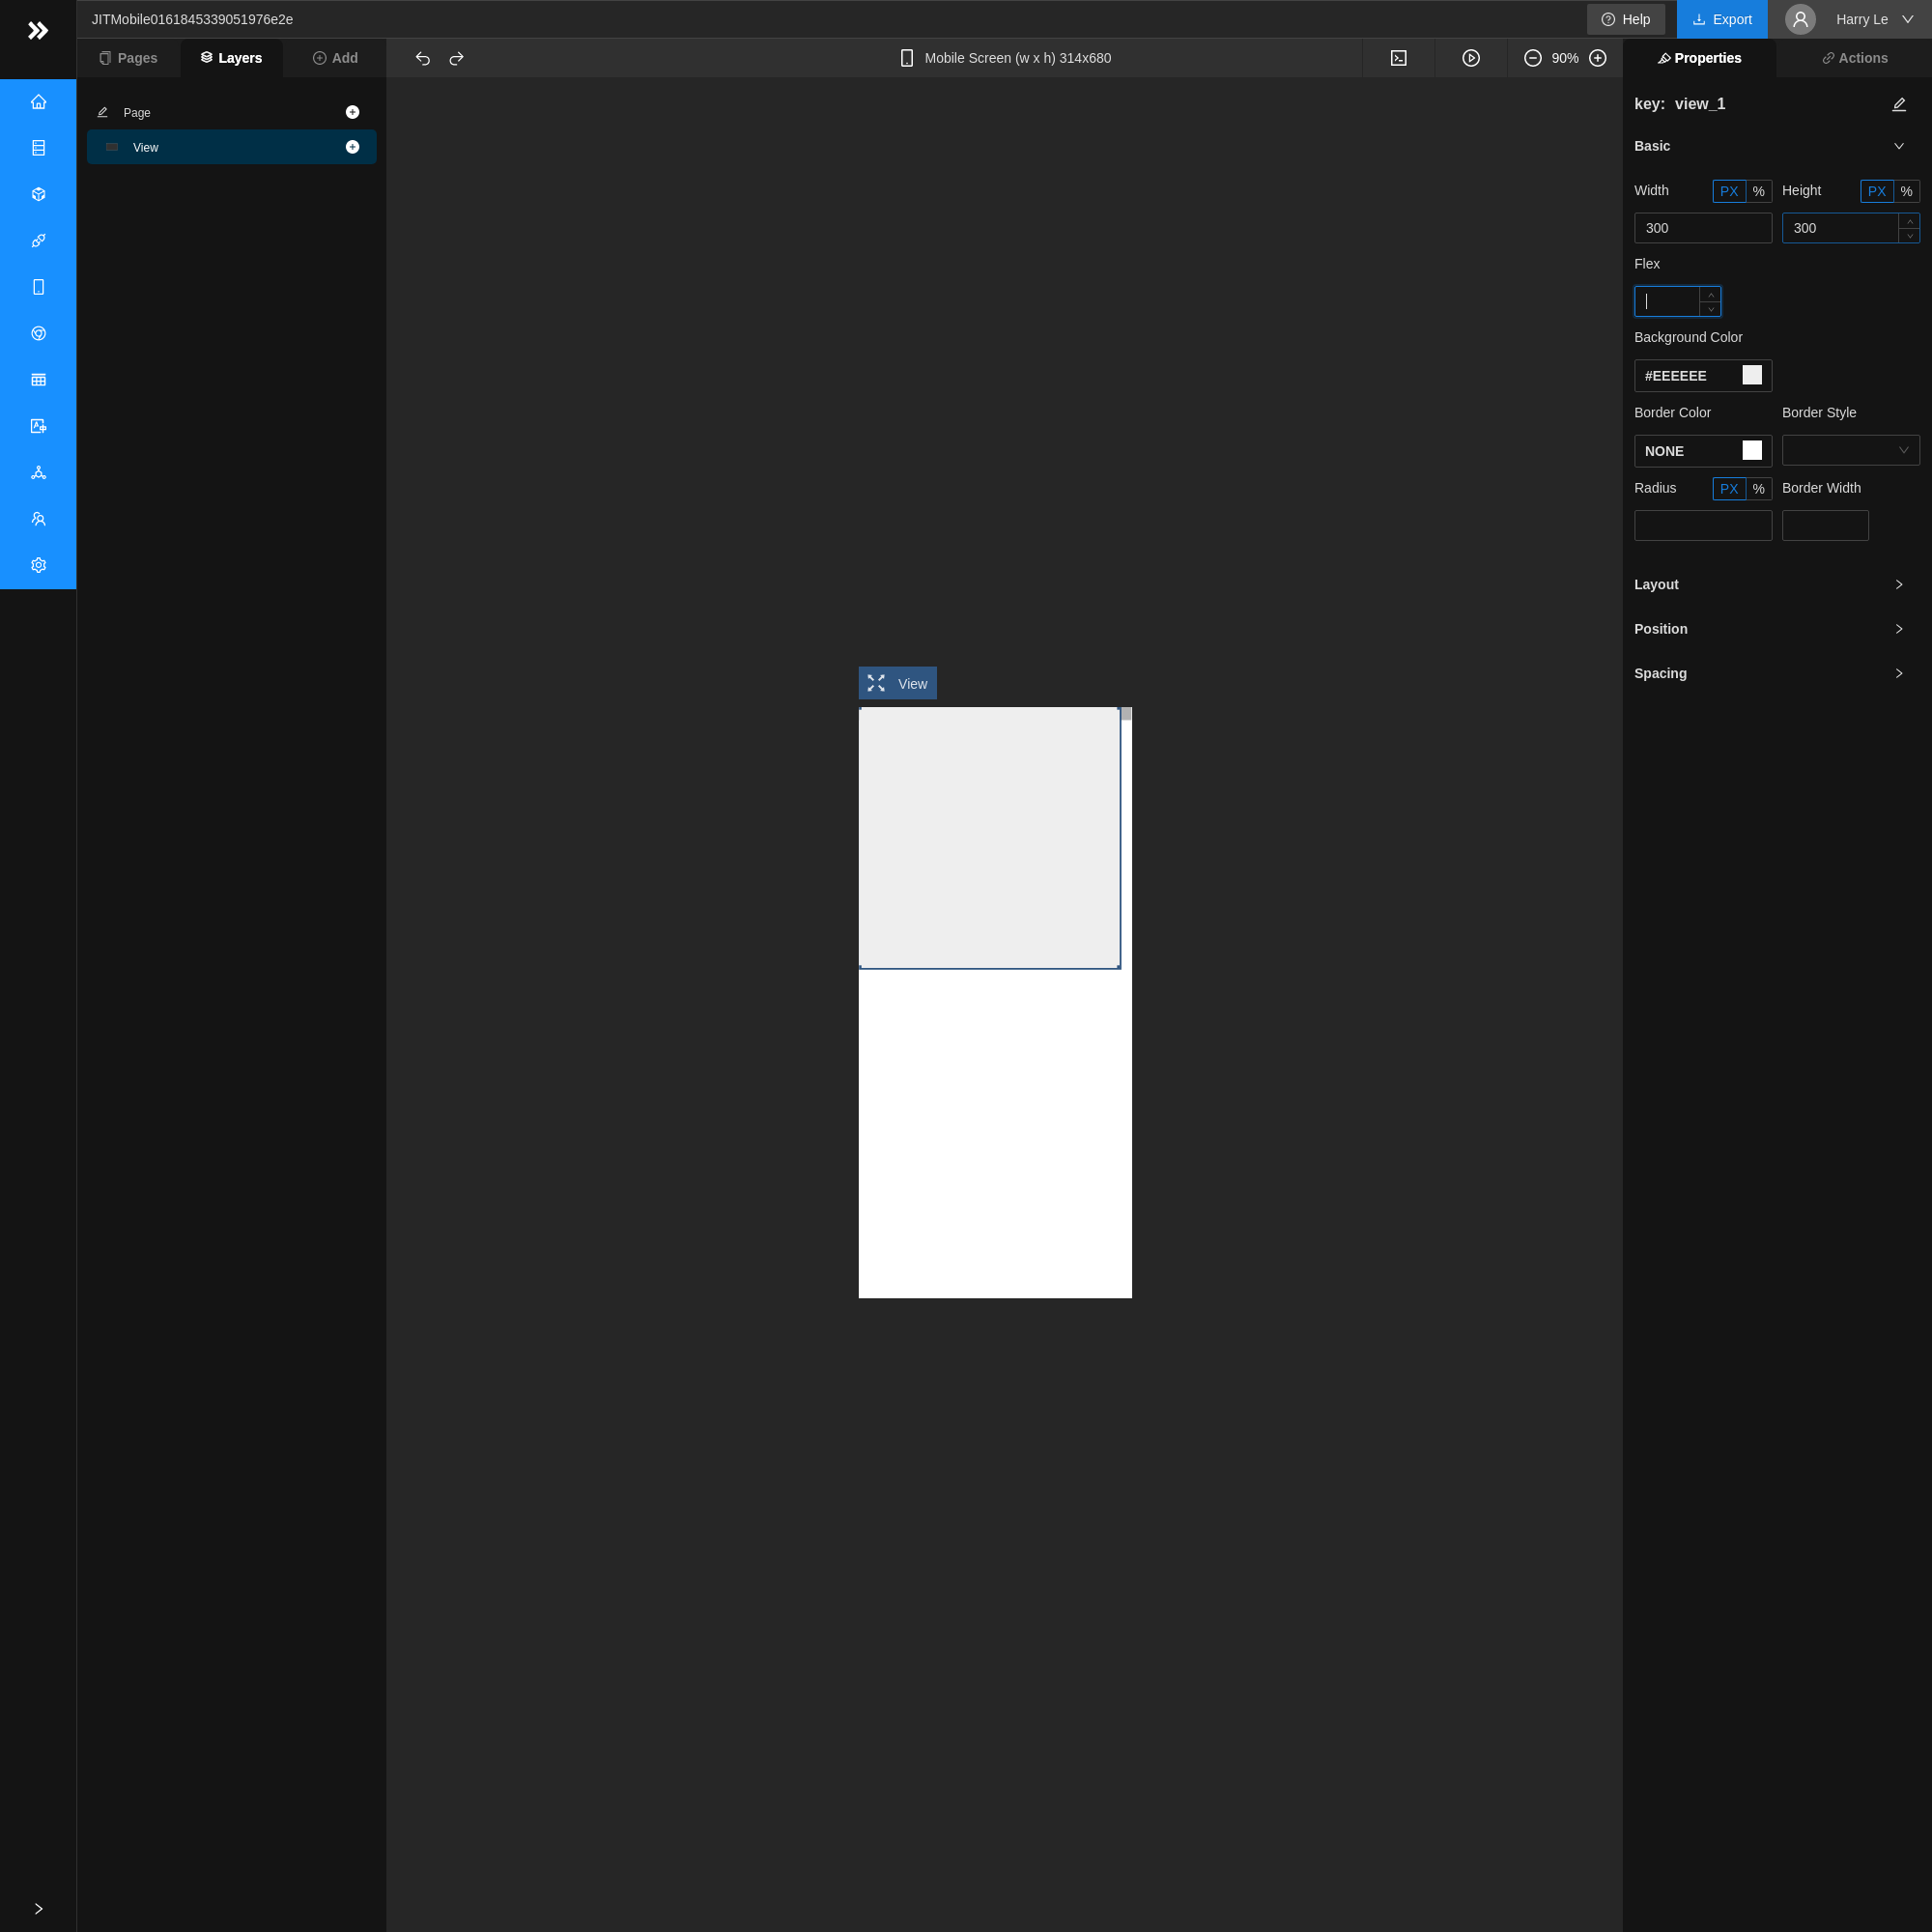 JITMobile0161845339051976e2e
Help
Export
Harry Le
Pages
Layers
Add
Mobile Screen (w x h) 314x680
90%
Properties
Actions
Page
View
key: view_1
Basic
Width PX % Height PX %
300 300
Flex
Background Color
#EEEEEE
Border Color Border Style
NONE
Radius PX % Border Width
Layout
Position
Spacing
View